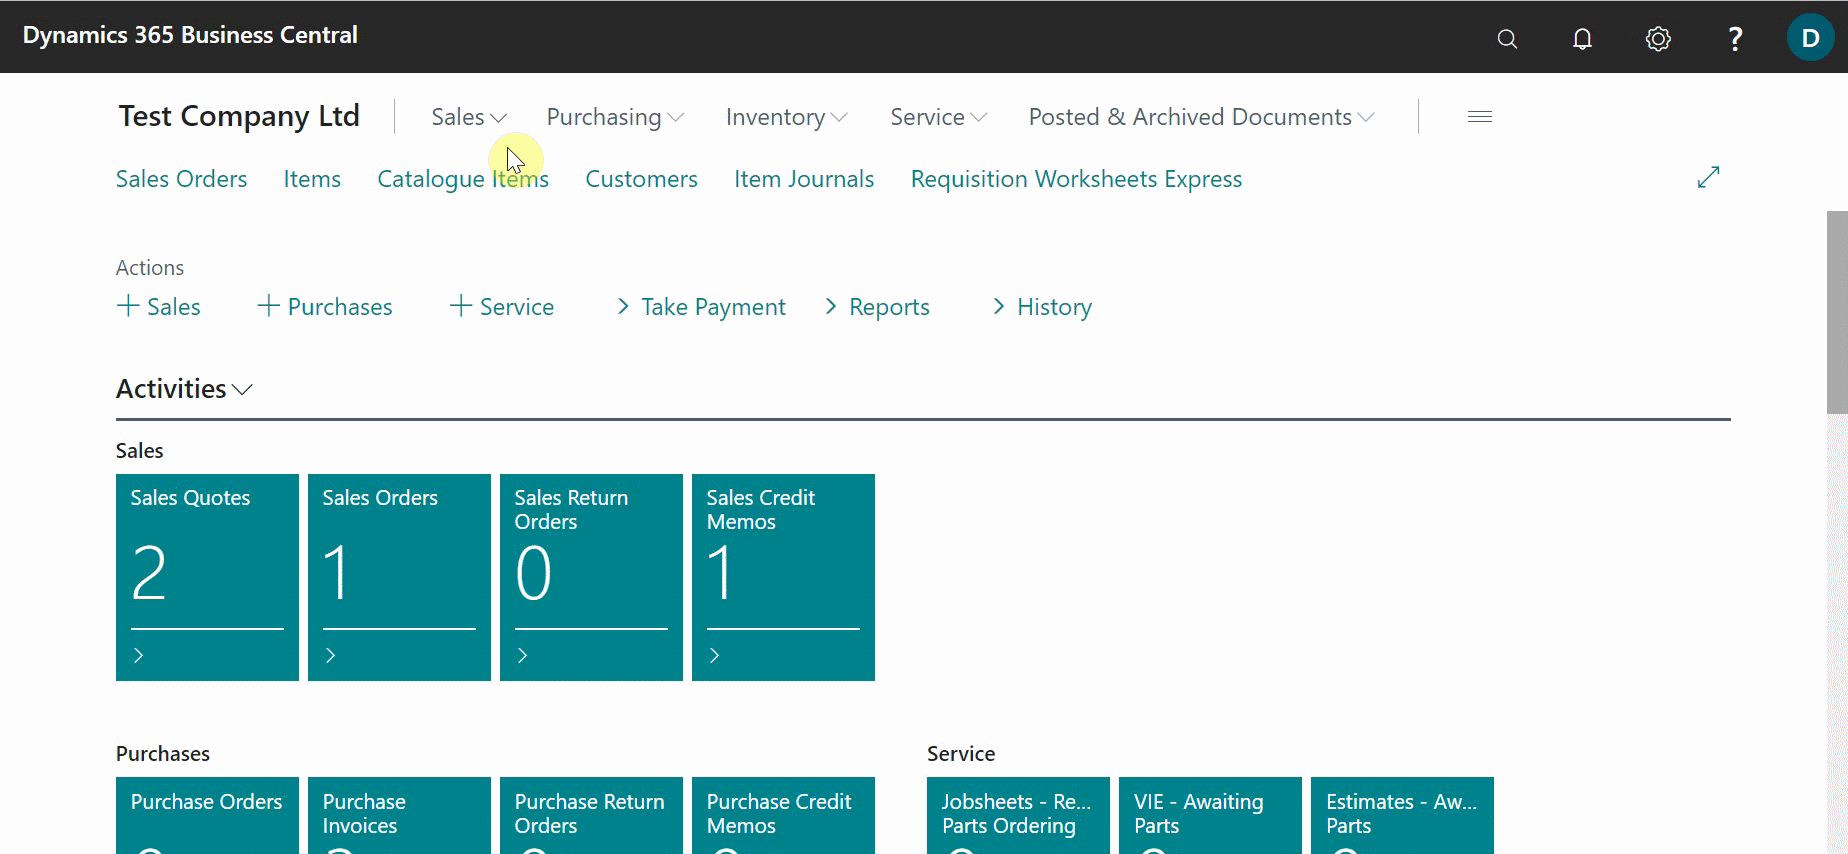 Dynamics 365 Business Central
?
D
Test Company Ltd
Sales
Purchasing
Inventory
Service
Posted & Archived Documents
Sales Orders
Items
Catalogue Items
Customers
Item Journals
Requisition Worksheets Express
Actions
+ Sales
+ Purchases
+ Service
> Take Payment
> Reports
> History
Activities
Sales
Sales Quotes
2
Sales Orders
1
Sales Return
Orders
0
Sales Credit
Memos
1
Purchases
Purchase Orders
Purchase
Invoices
Purchase Return
Orders
Purchase Credit
Memos
Service
Jobsheets - Re...
Parts Ordering
VIE - Awaiting
Parts
Estimates - Aw...
Parts